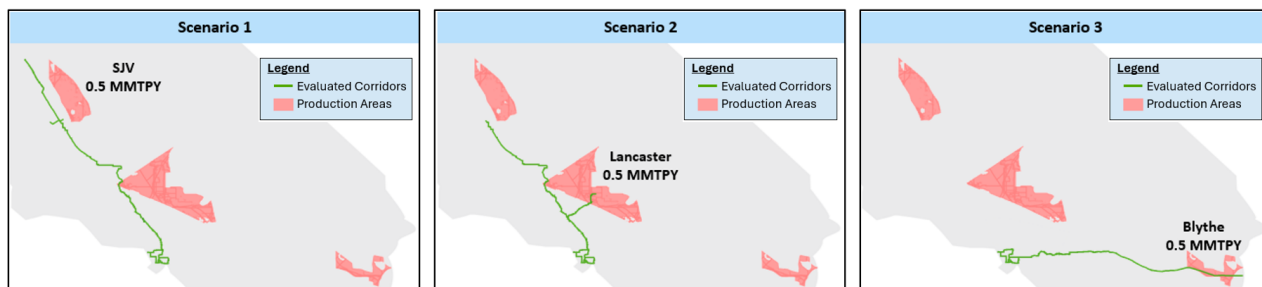 Scenario 1
SJV
0.5 MMTPY
Legend
Evaluated Corridors
Production Areas
Scenario 2
Lancaster
0.5 MMTPY
Legend
Evaluated Corridors
Production Areas
Scenario 3
Legend
Evaluated Corridors
Production Areas
Blythe
0.5 MMTPY